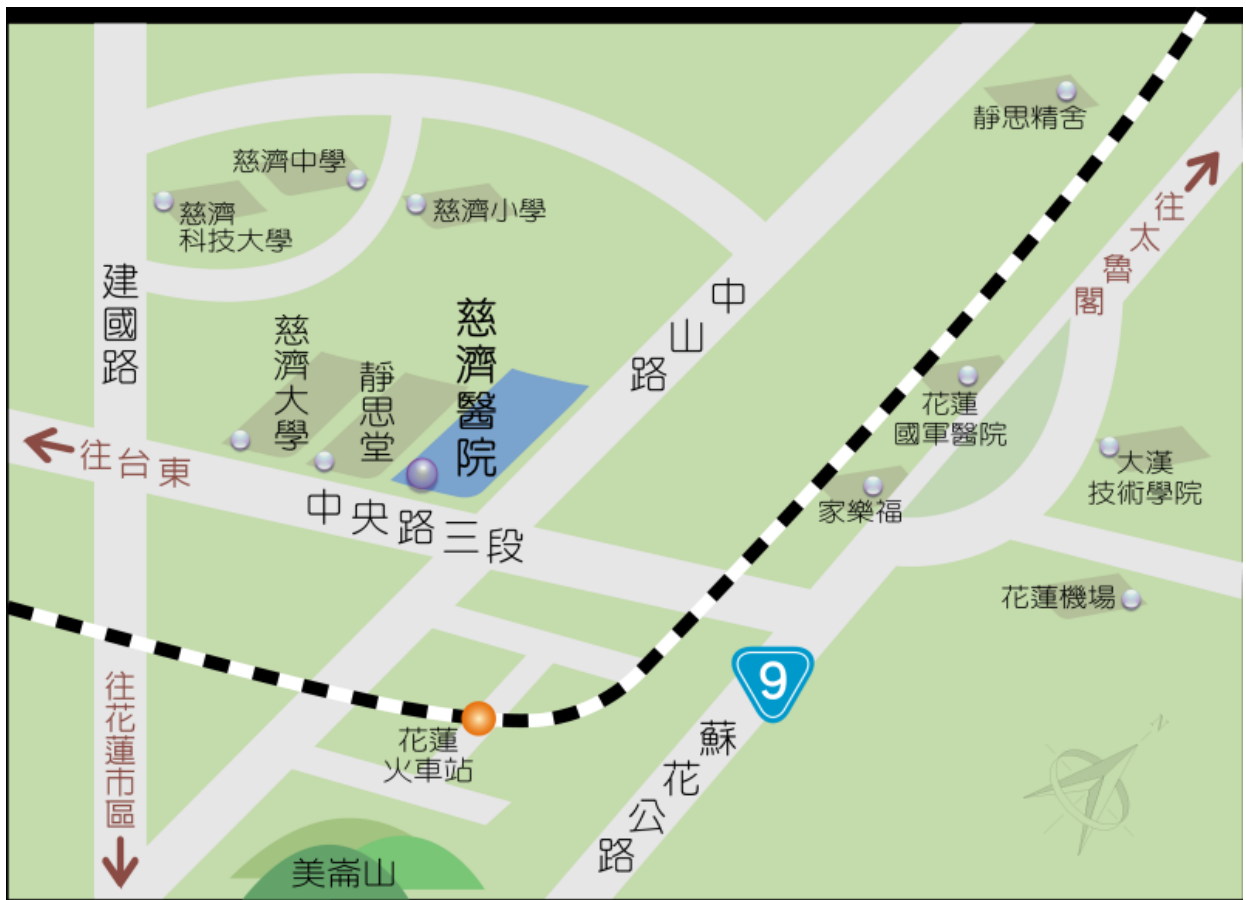 靜思精舍
往太魯閣
慈濟中學
慈濟
科技大學
慈濟小學
建國路
中山路
慈濟大學
靜思堂
慈濟醫院
花蓮
國軍醫院
大漢
技術學院
家樂福
往台東
中央路三段
花蓮機場
9
往花蓮市區
花蓮
火車站
蘇花公路
N
美崙山